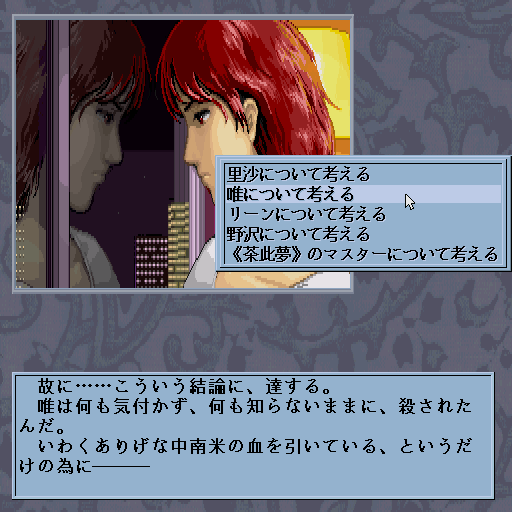 里沙について考える
唯について考える
リーンについて考える
野沢について考える
《茶此夢》のマスターについて考える
故に……こういう結論に、達する。
唯は何も気付かず、何も知らないままに、殺された
んだ。
いわくありげな中南米の血を引いている、というだ
けの為に────